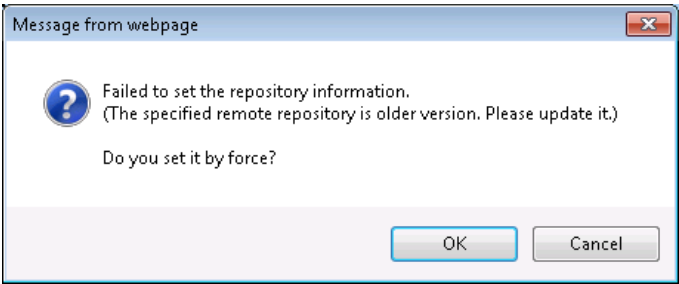 Message from webpage
Failed to set the repository information.
(The specified remote repository is older version. Please update it.)
Do you set it by force?
OK
Cancel